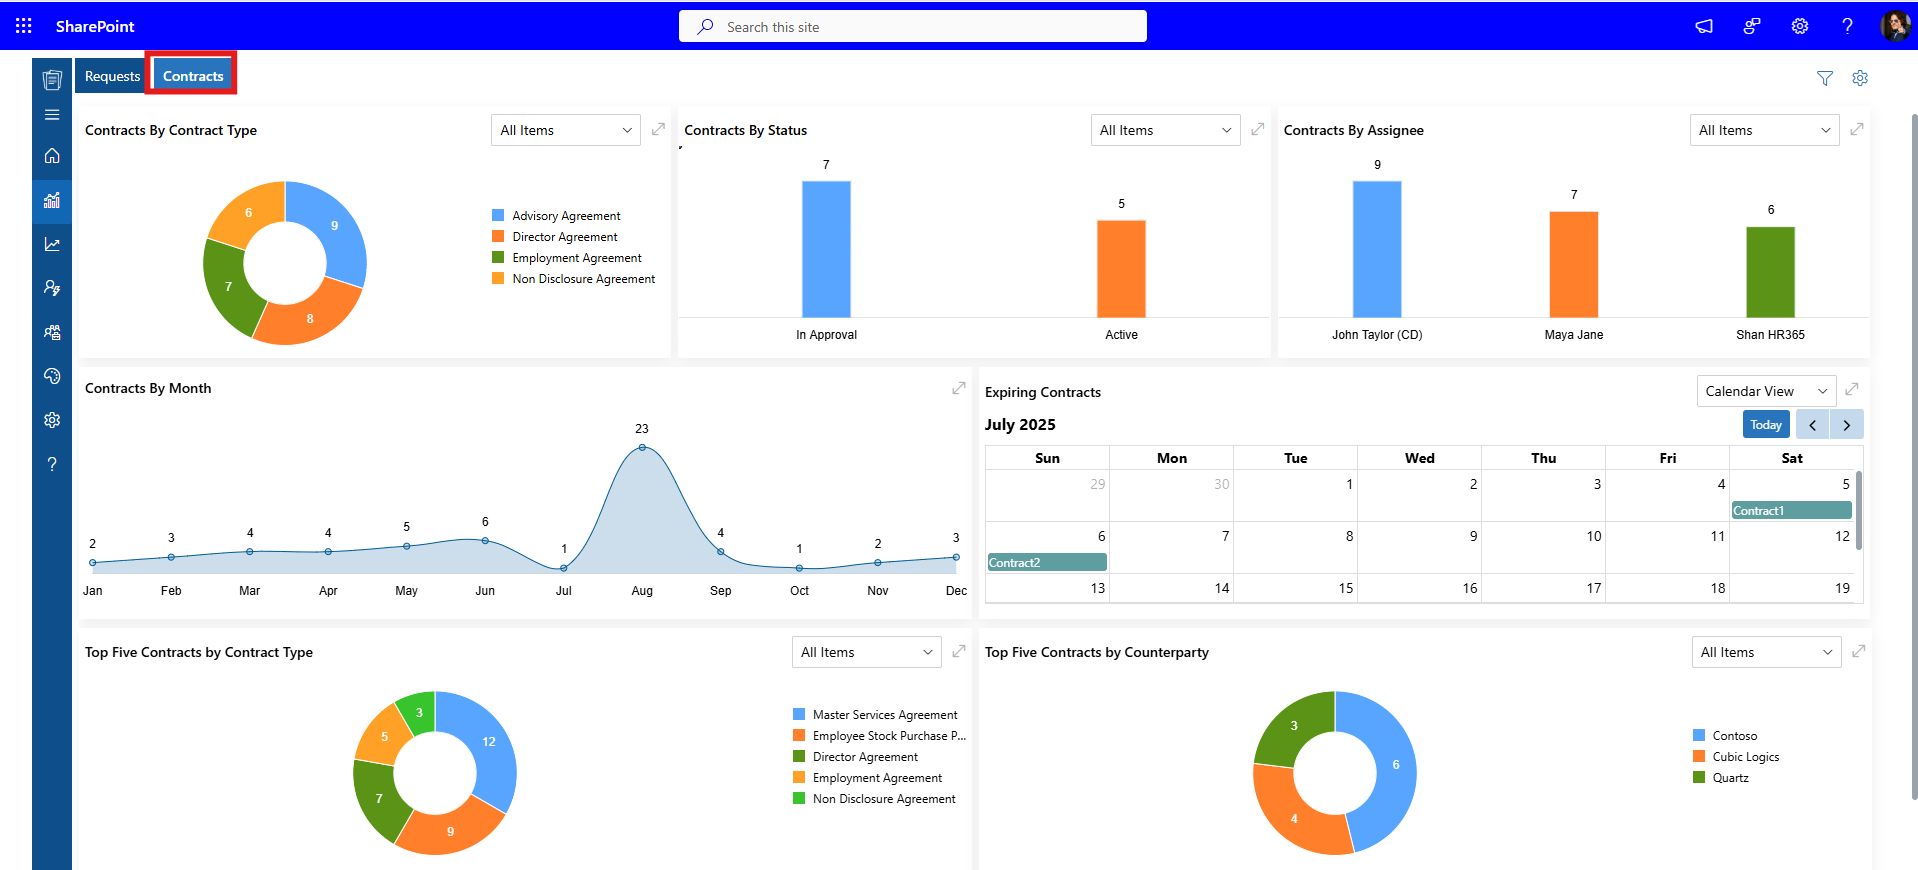 SharePoint
Search this site
?
Requests
Contracts
Contracts By Contract Type
All Items
9
8
7
6
Advisory Agreement
Director Agreement
Employment Agreement
Non Disclosure Agreement
Contracts By Status
All Items
7
5
In Approval
Active
Contracts By Assignee
All Items
9
7
6
John Taylor (CD)
Maya Jane
Shan HR365
Contracts By Month
2 3 4 4 5 6 1 23 4 1 2 3
Jan Feb Mar Apr May Jun Jul Aug Sep Oct Nov Dec
Expiring Contracts
Calendar View
July 2025
Today
Sun Mon Tue Wed Thu Fri Sat
29 30 1 2 3 4 5
Contract1
6 7 8 9 10 11 12
Contract2
13 14 15 16 17 18 19
?
Top Five Contracts by Contract Type
All Items
12
9
7
5
3
Master Services Agreement
Employee Stock Purchase P...
Director Agreement
Employment Agreement
Non Disclosure Agreement
Top Five Contracts by Counterparty
All Items
6
4
3
Contoso
Cubic Logics
Quartz